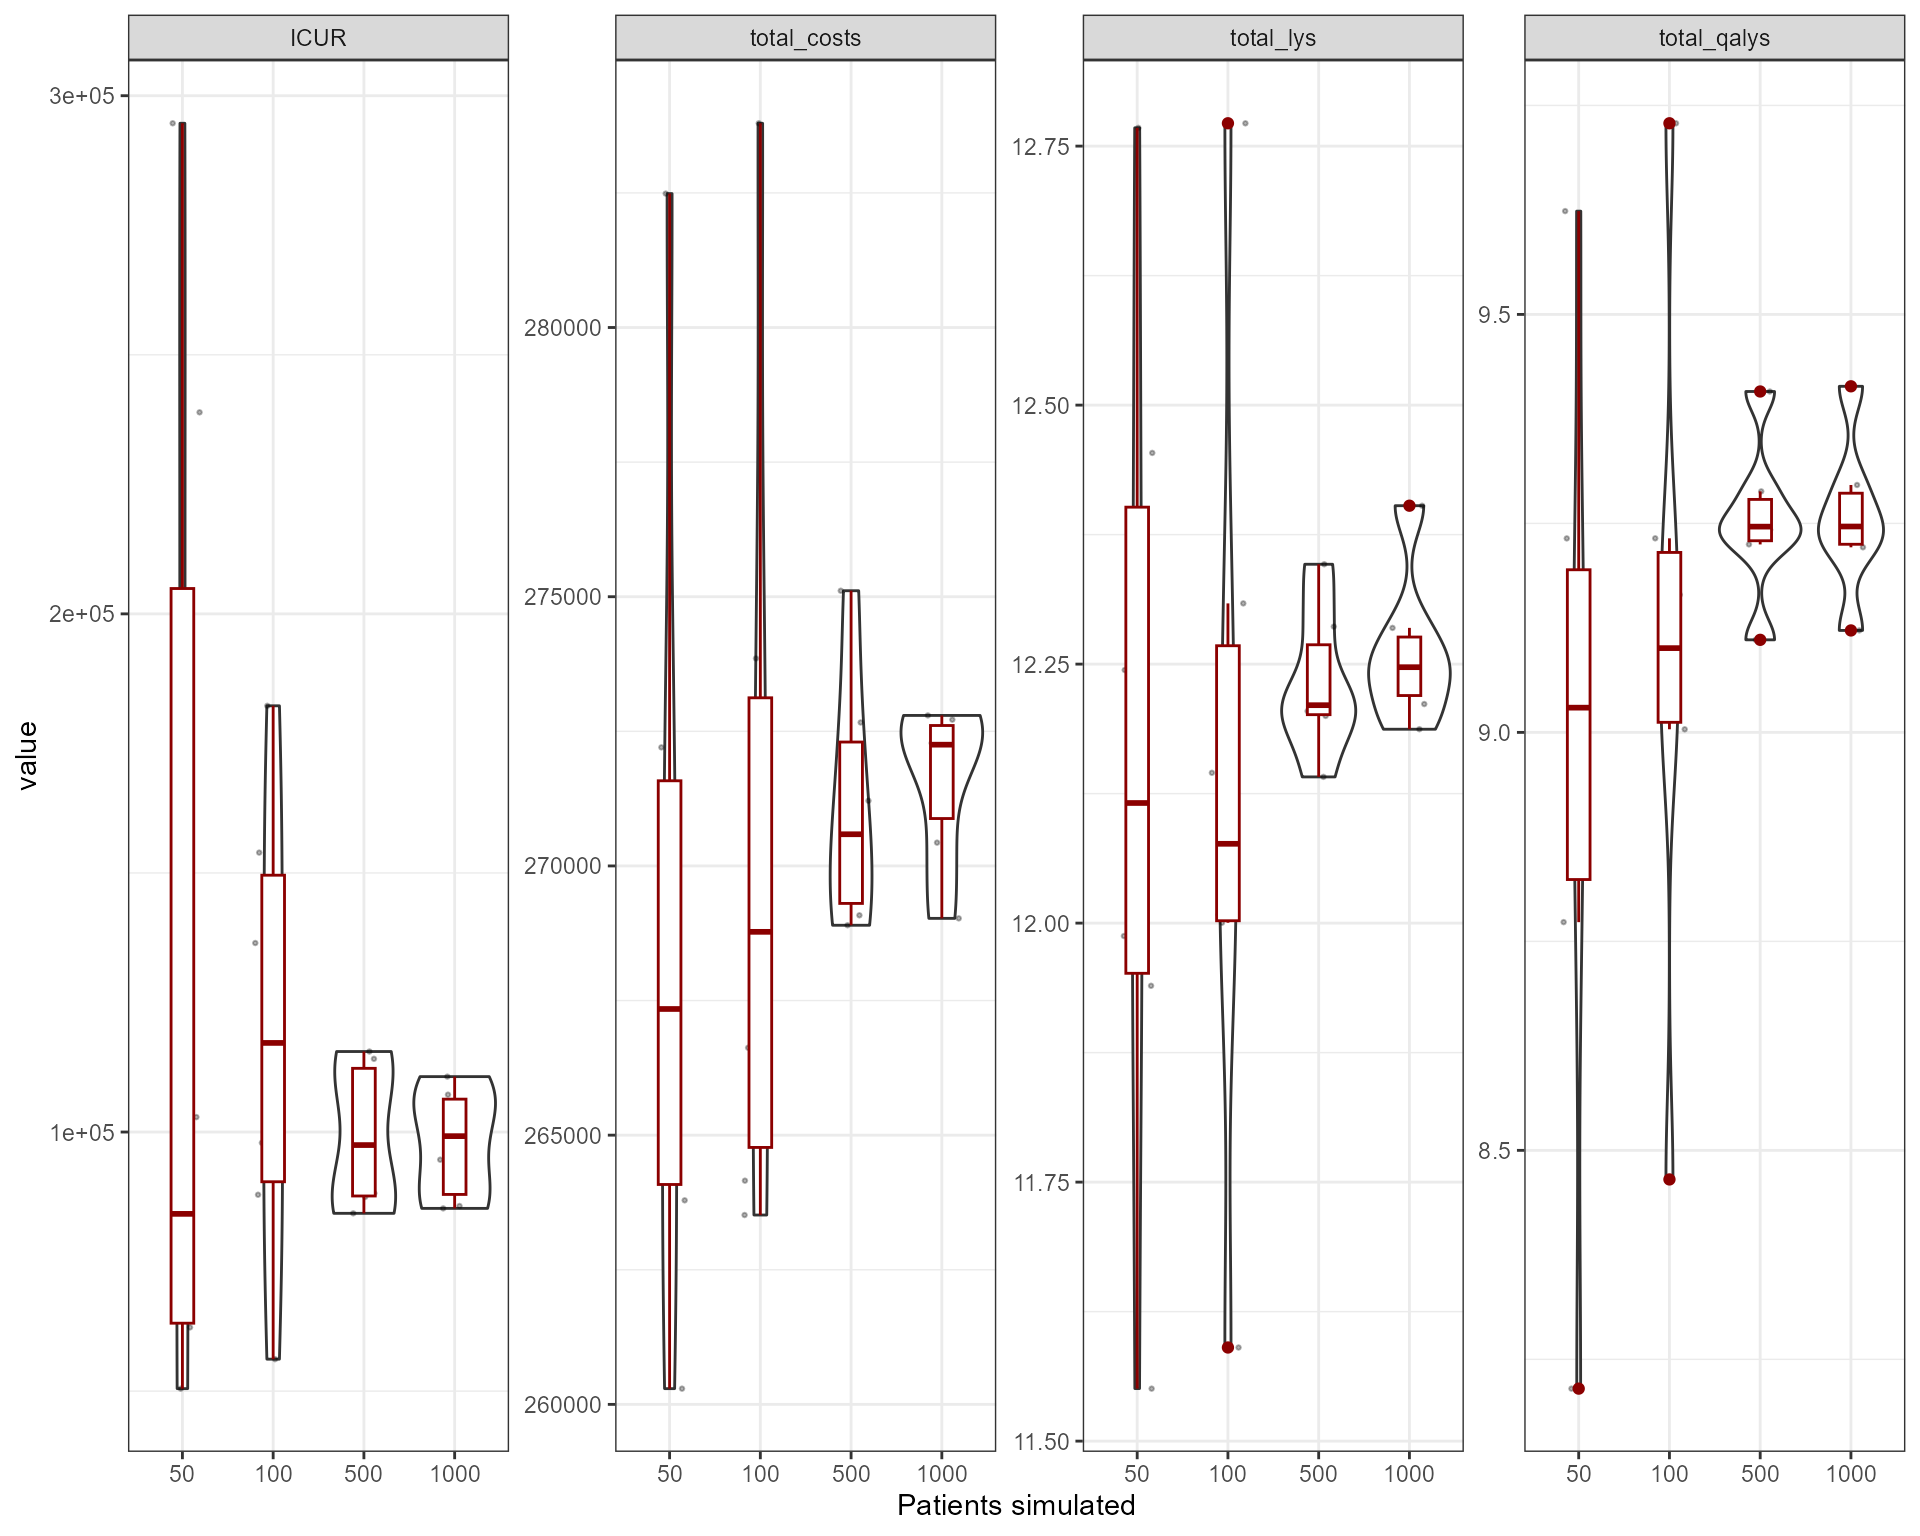 ICUR total_costs total_lys total_qalys
value
3e+05
2e+05
1e+05
280000
275000
270000
265000
260000
12.75
12.50
12.25
12.00
11.75
11.50
9.5
9.0
8.5
50 100 500 1000 50 100 500 1000 50 100 500 1000 50 100 500 1000
Patients simulated